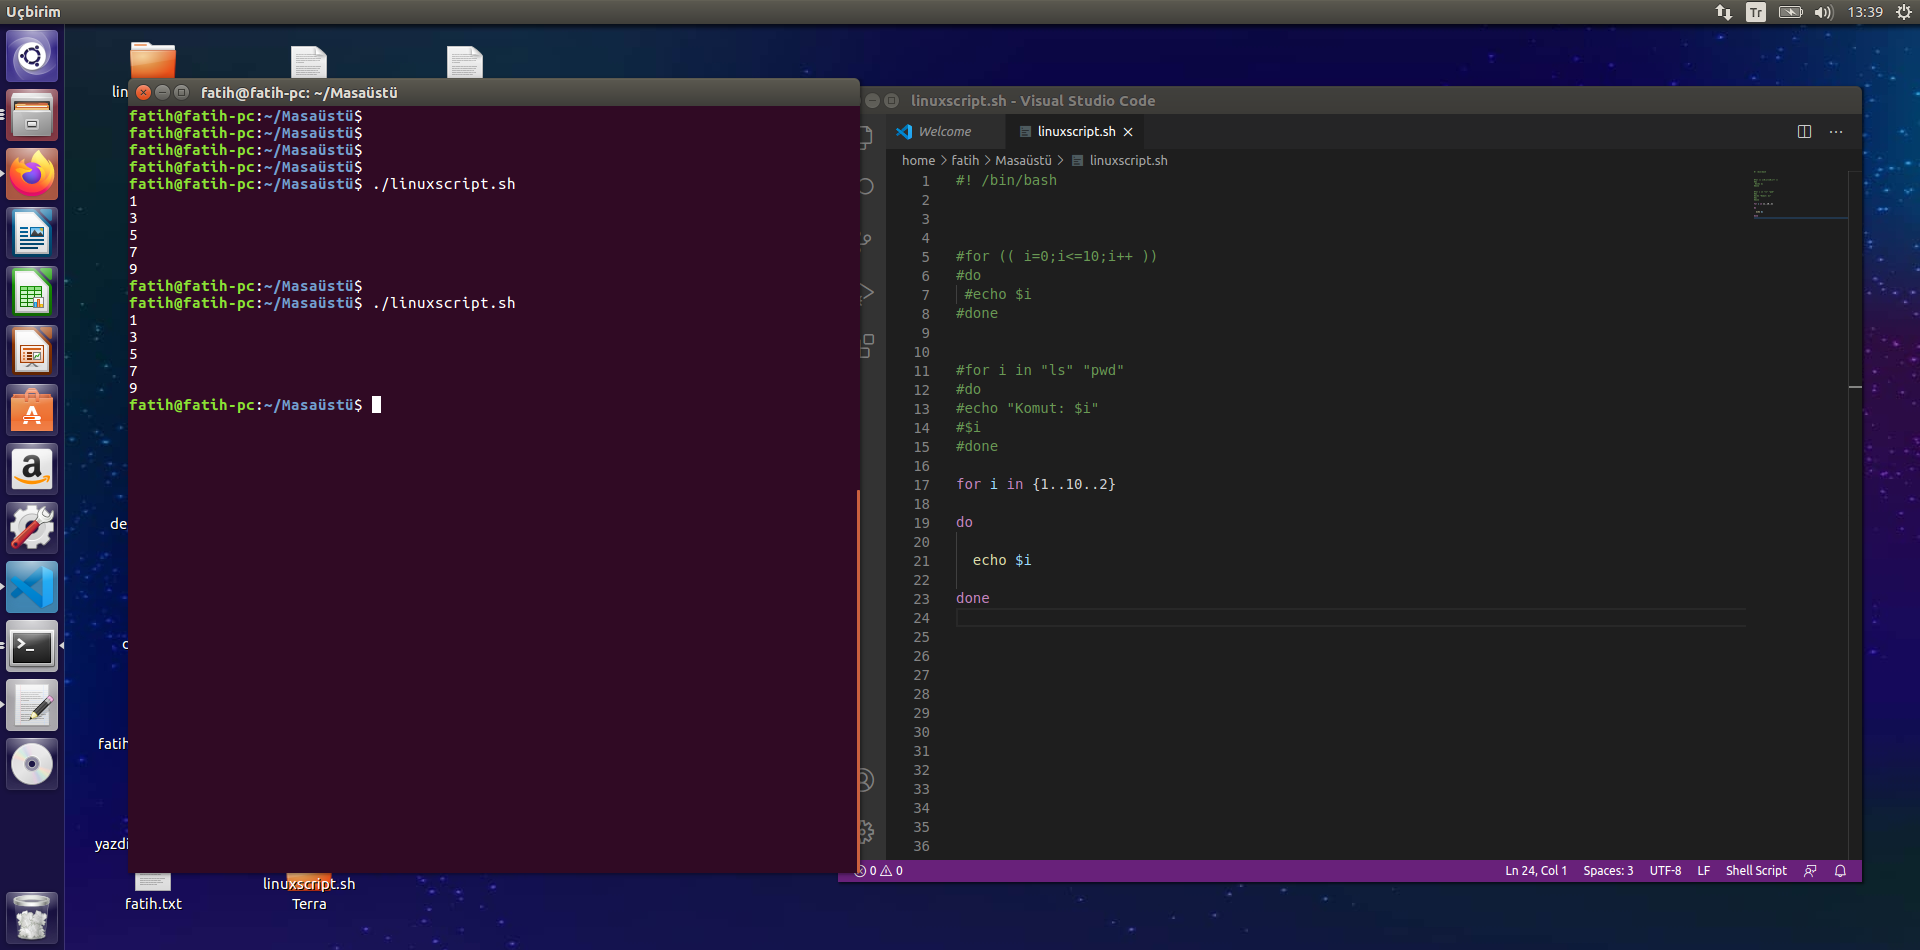 Uçbirim
Tr
13:39
lin
fatih@fatih-pc: ~/Masaüstü
fatih@fatih-pc:~/Masaüstü$
fatih@fatih-pc:~/Masaüstü$
fatih@fatih-pc:~/Masaüstü$
fatih@fatih-pc:~/Masaüstü$
fatih@fatih-pc:~/Masaüstü$ ./linuxscript.sh
1
3
5
7
9
fatih@fatih-pc:~/Masaüstü$
fatih@fatih-pc:~/Masaüstü$ ./linuxscript.sh
1
3
5
7
9
fatih@fatih-pc:~/Masaüstü$
de
c
fatih
yazdi
fatih.txt
linuxscript.sh
Terra
linuxscript.sh - Visual Studio Code
Welcome
linuxscript.sh
home > fatih > Masaüstü > linuxscript.sh
1 #! /bin/bash
2
3
4
5 #for (( i=0;i<=10;i++ ))
6 #do
7 #echo $i
8 #done
9
10
11 #for i in "ls" "pwd"
12 #do
13 #echo "Komut: $i"
14 #$i
15 #done
16
17 for i in {1..10..2}
18
19 do
20
21 echo $i
22
23 done
24
25
26
27
28
29
30
31
32
33
34
35
36
0 0
Ln 24, Col 1 Spaces: 3 UTF-8 LF Shell Script